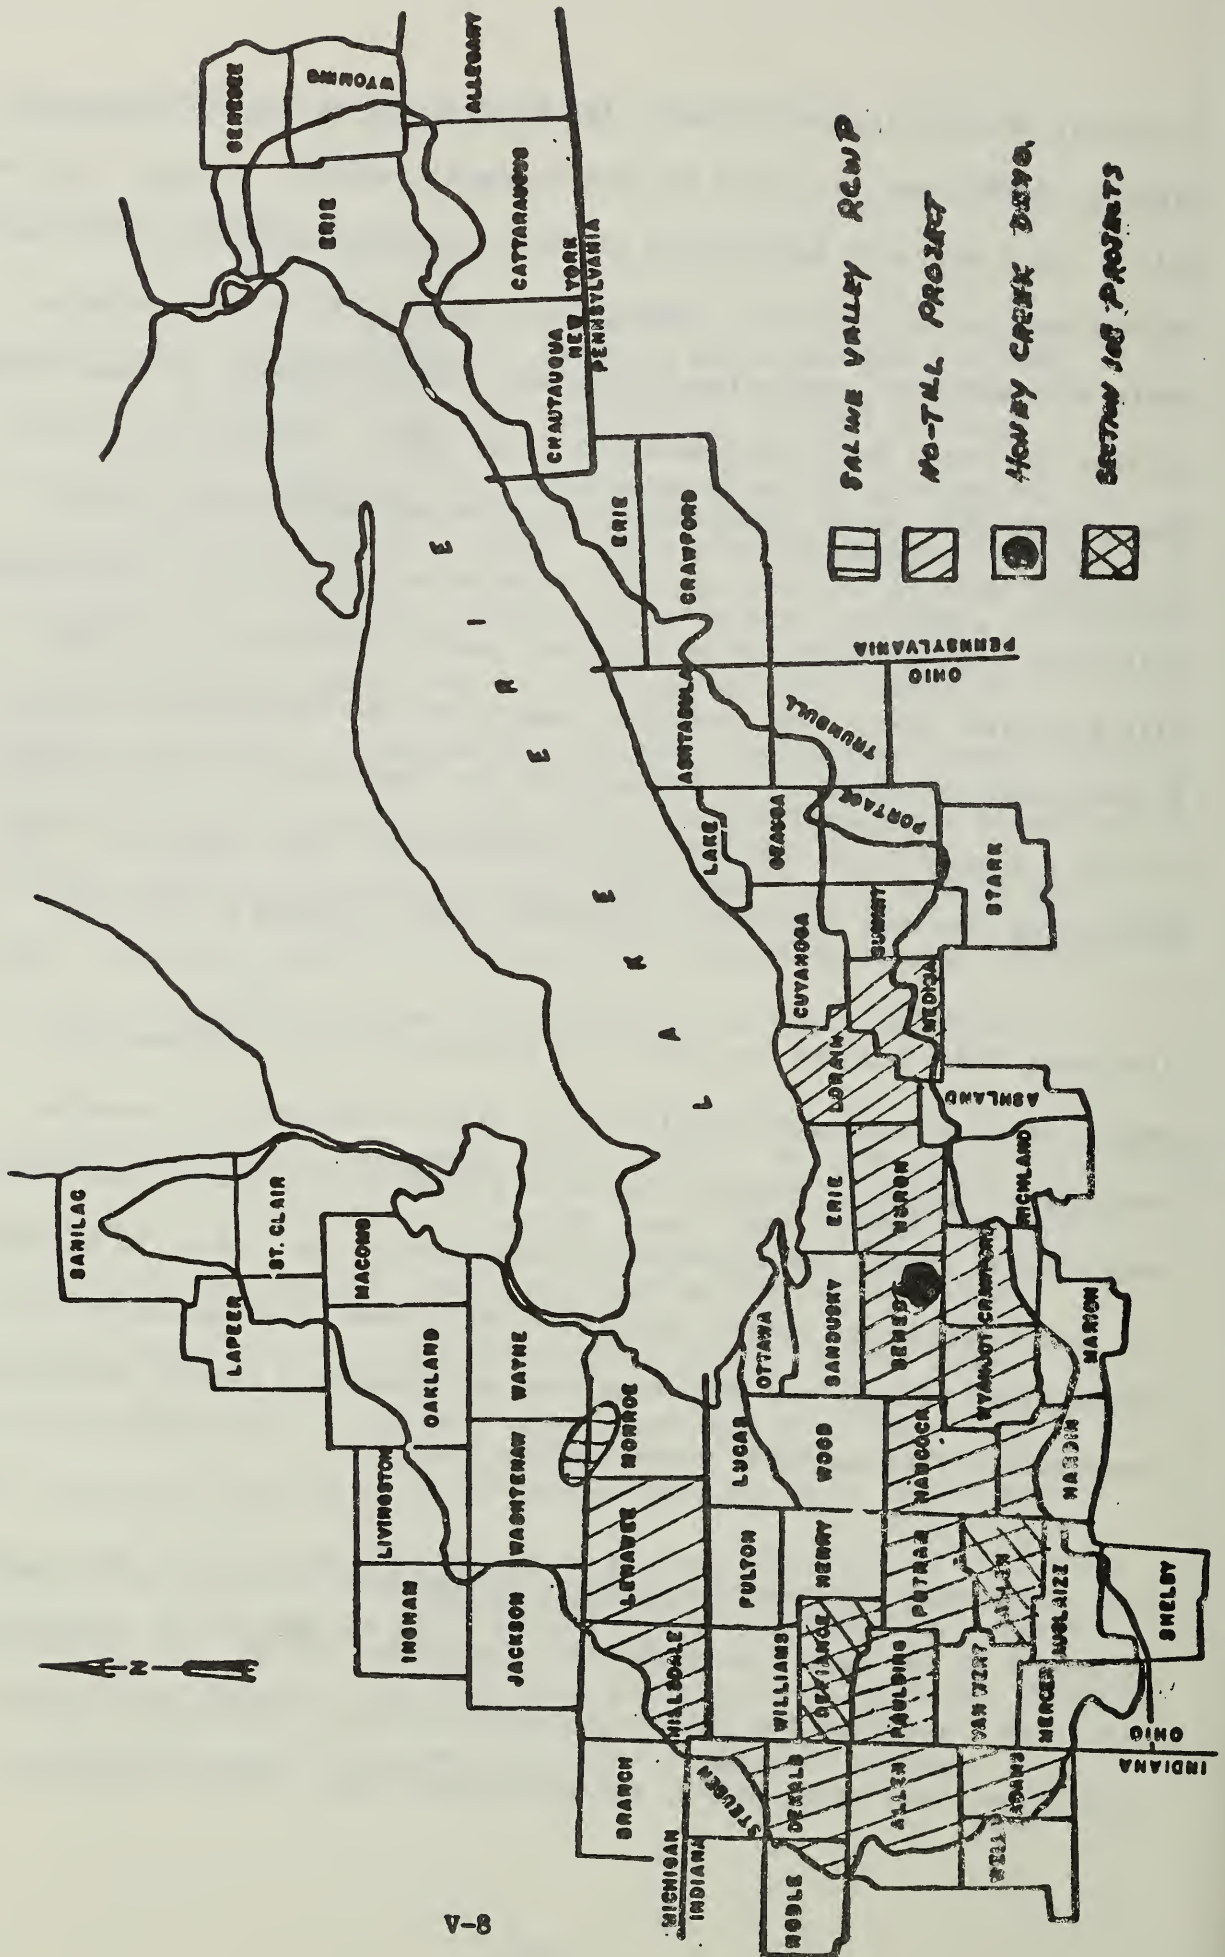 SANILAC
LAPEER
ST. CLAIR
MACOMB
OAKLAND
LIVINGSTON
INGHAM
WAYNE
WASHTENAW
JACKSON
MONROE
LENAWEE
HILLSDALE
BRANCH
MICHIGAN
INDIANA
STEUBEN
NOBLE
DEKALB
ALLEN
ADAMS
INDIANA
OHIO
WILLIAMS
FULTON
LUCAS
OTTAWA
DEFIANCE
HENRY
WOOD
SANDUSKY
ERIE
PAULDING
PUTNAM
HANCOCK
SENECA
HURON
LORAIN
VAN WERT
ALLEN
HARDIN
WYANDOT
CRAWFORD
RICHLAND
ASHLAND
MEDINA
MERCER
AUGLAIZE
SHELBY
MARION
CUYAHOGA
SUMMIT
STARK
LAKE
GEAUGA
PORTAGE
ASHTABULA
TRUMBULL
OHIO
PENNSYLVANIA
ERIE
CRAWFORD
LAKE ERIE
CHAUTAUQUA
NEW YORK
PENNSYLVANIA
CATTARAUGUS
ALLEGANY
ERIE
WYOMING
GENESEE
N
SALINE VALLEY RCWP
NO-TILL PROJECT
HONEY CREEK DEMO.
SECTION 108 PROJECTS
V-8